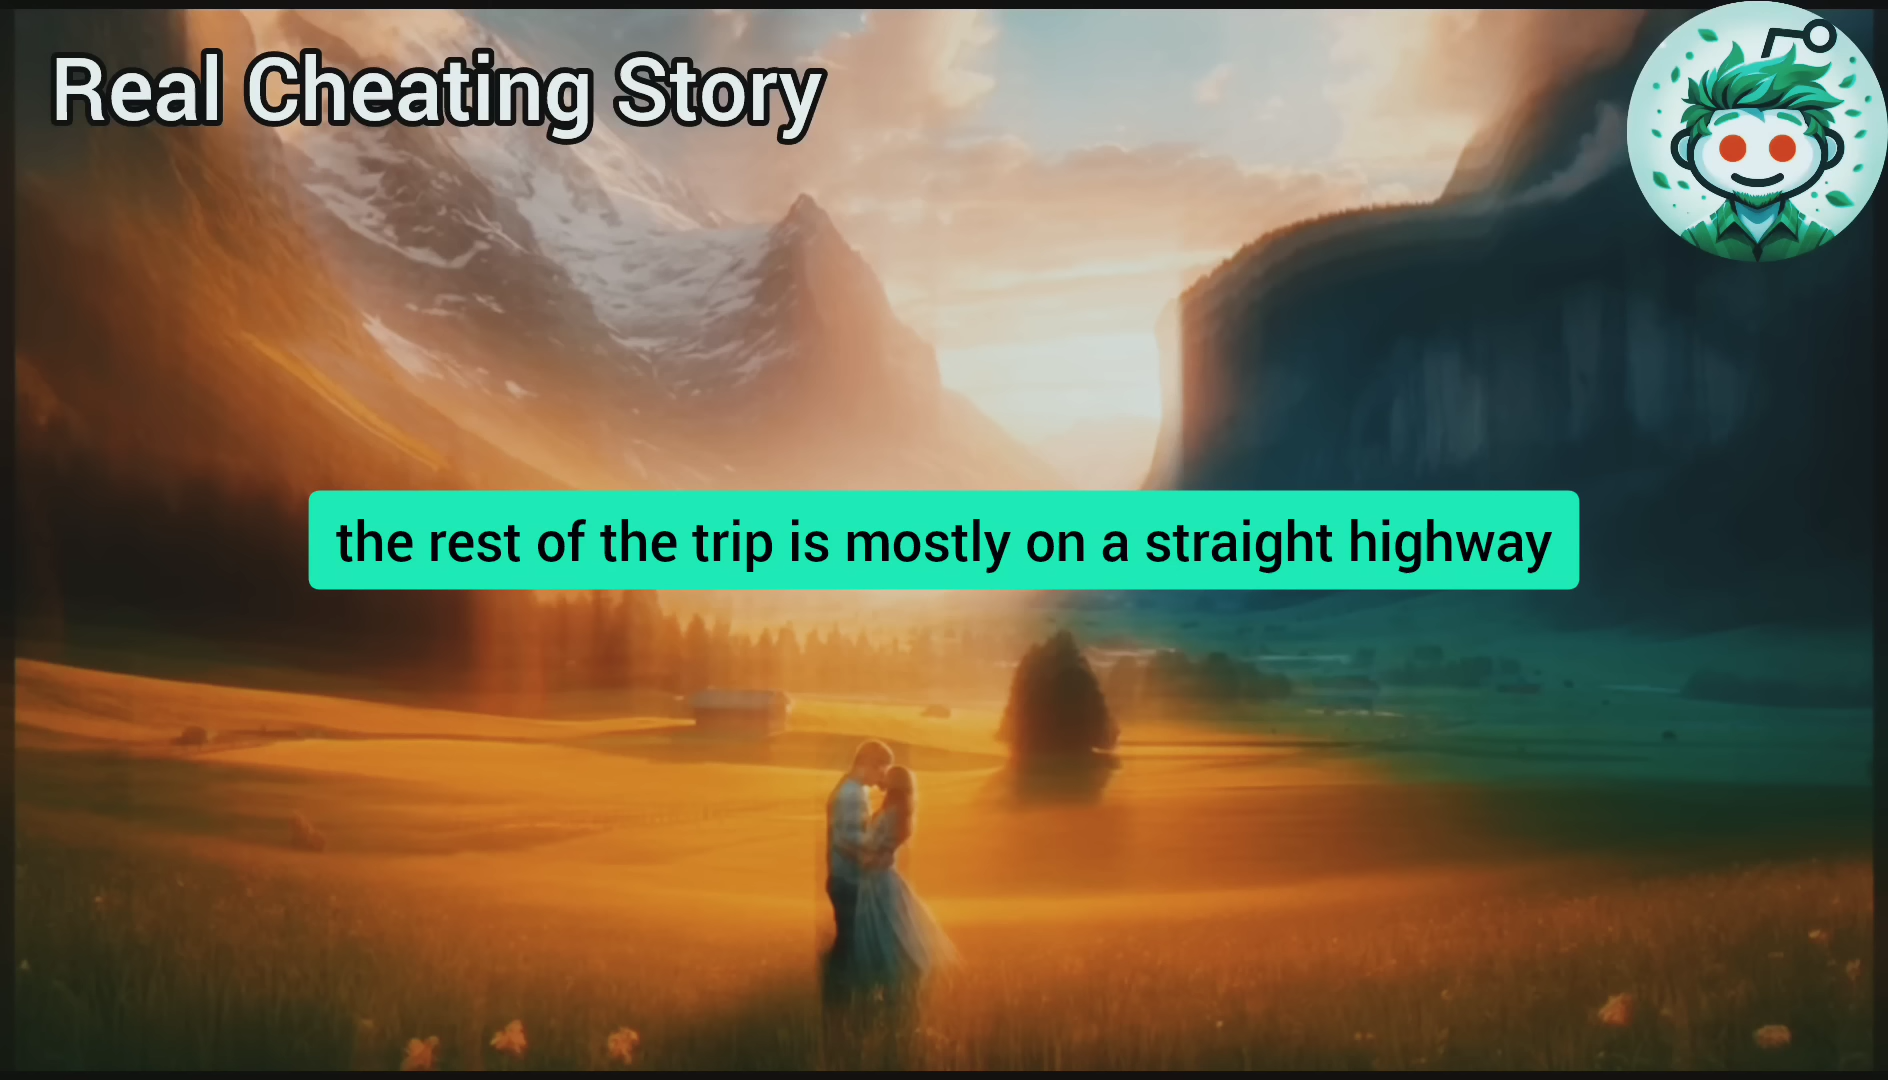 Real Cheating Story
the rest of the trip is mostly on a straight highway